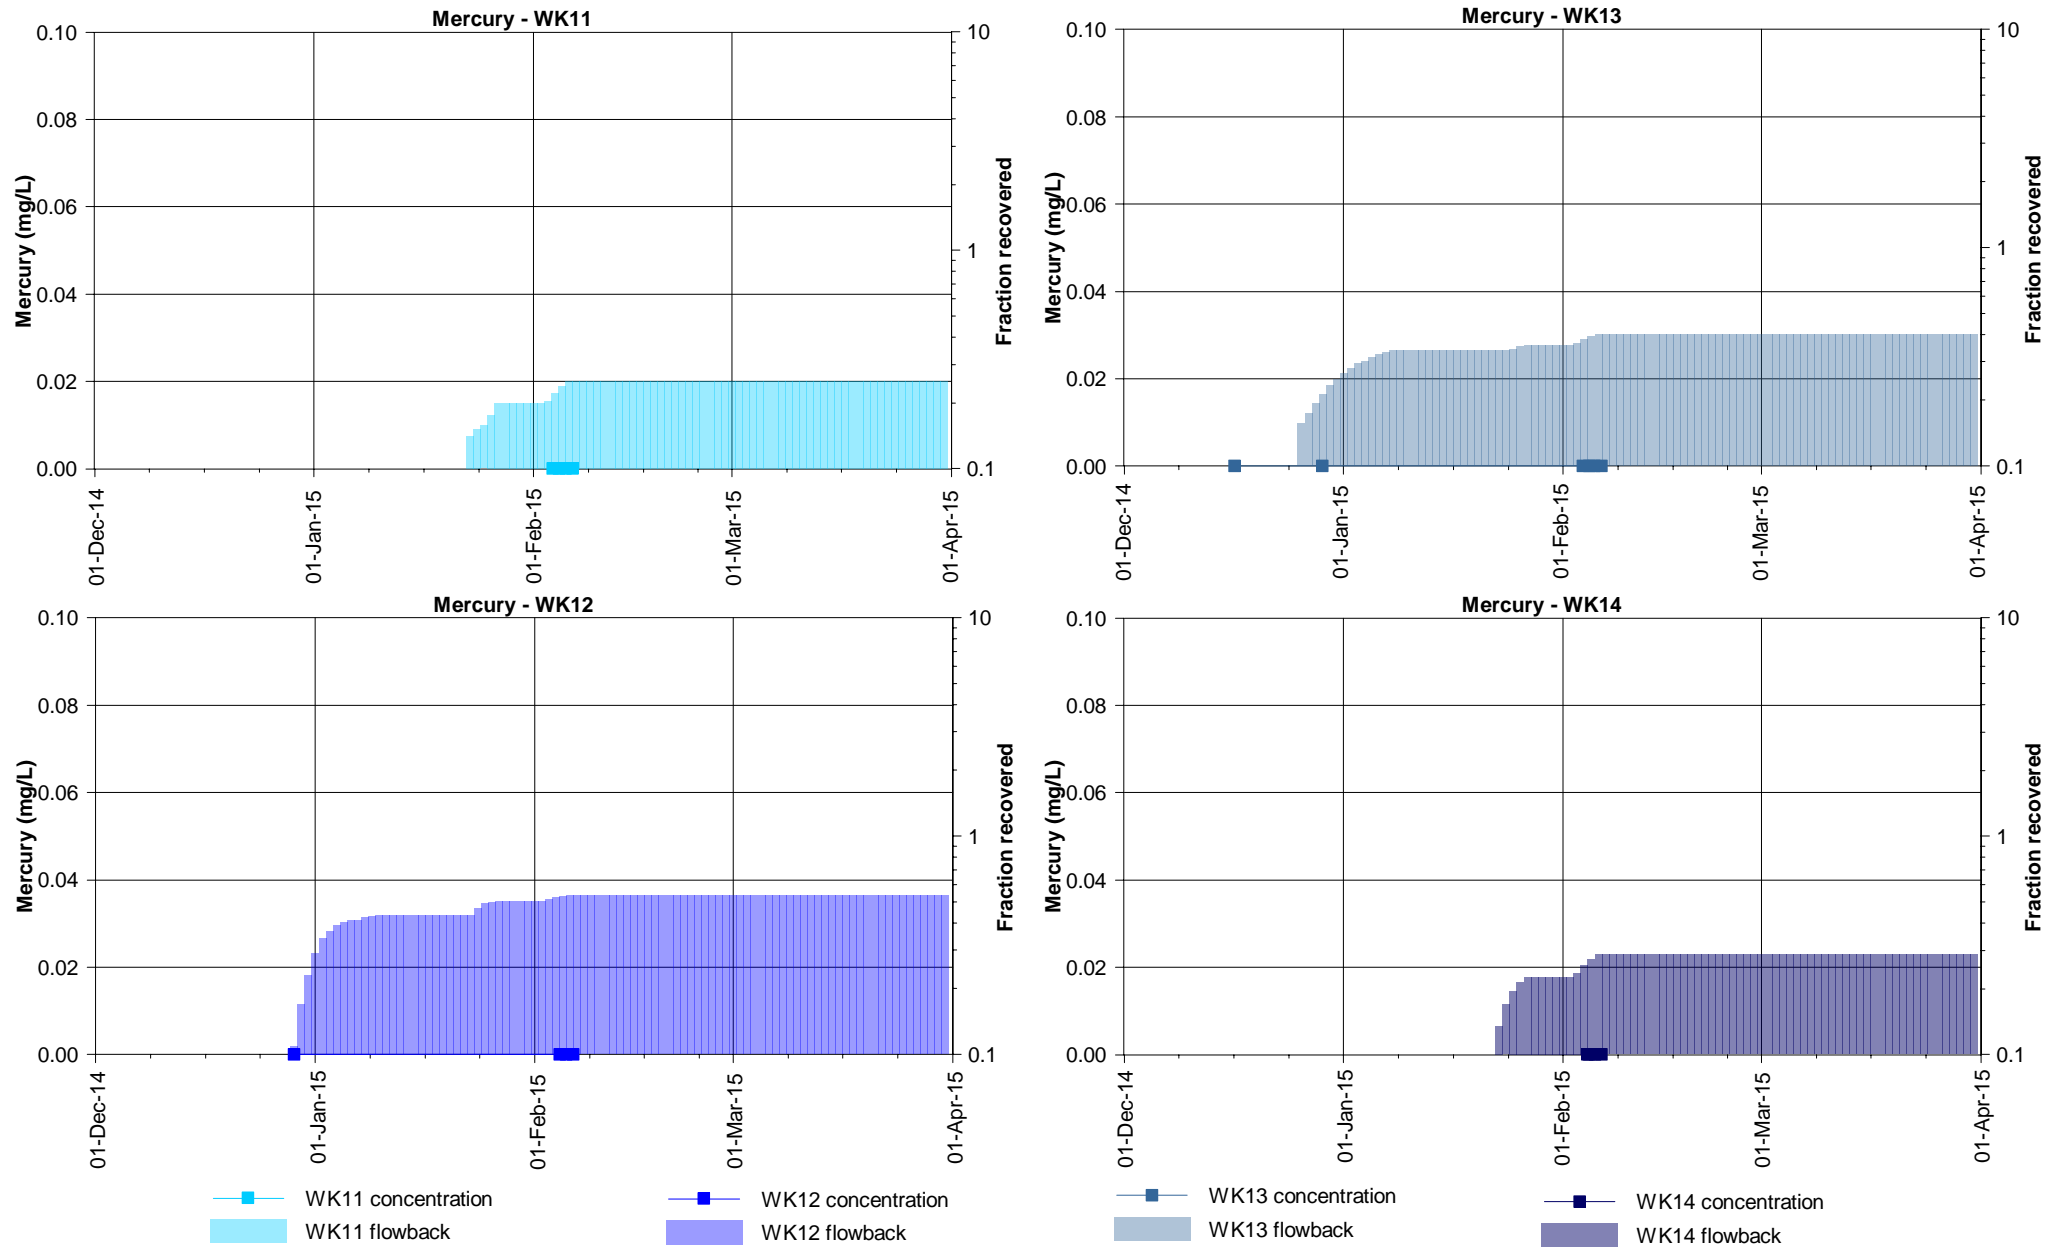 Mercury - WK11
0.10
0.08
0.06
0.04
0.02
0.00
Mercury (mg/L)
10
1
0.1
Fraction recovered
01-Dec-14
01-Jan-15
01-Feb-15
01-Mar-15
01-Apr-15
Mercury - WK13
0.10
0.08
0.06
0.04
0.02
0.00
Mercury (mg/L)
10
1
0.1
Fraction recovered
01-Dec-14
01-Jan-15
01-Feb-15
01-Mar-15
01-Apr-15
Mercury - WK12
0.10
0.08
0.06
0.04
0.02
0.00
Mercury (mg/L)
10
1
0.1
Fraction recovered
01-Dec-14
01-Jan-15
01-Feb-15
01-Mar-15
01-Apr-15
Mercury - WK14
0.10
0.08
0.06
0.04
0.02
0.00
Mercury (mg/L)
10
1
0.1
Fraction recovered
01-Dec-14
01-Jan-15
01-Feb-15
01-Mar-15
01-Apr-15
WK11 concentration
WK11 flowback
WK12 concentration
WK12 flowback
WK13 concentration
WK13 flowback
WK14 concentration
WK14 flowback